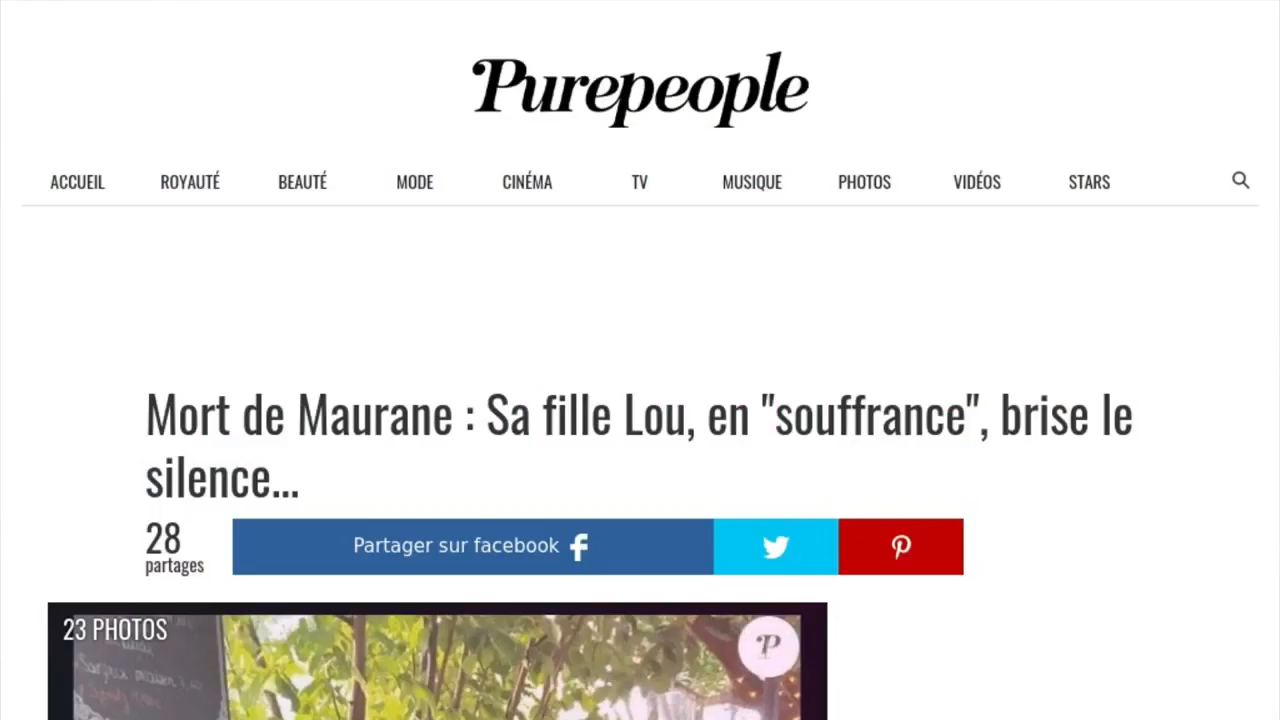 Purepeople
ACCUEIL ROYAUTÉ BEAUTÉ MODE CINÉMA TV MUSIQUE PHOTOS VIDÉOS STARS
Mort de Maurane : Sa fille Lou, en "souffrance", brise le
silence...
28
partages
Partager sur facebook
23 PHOTOS
P